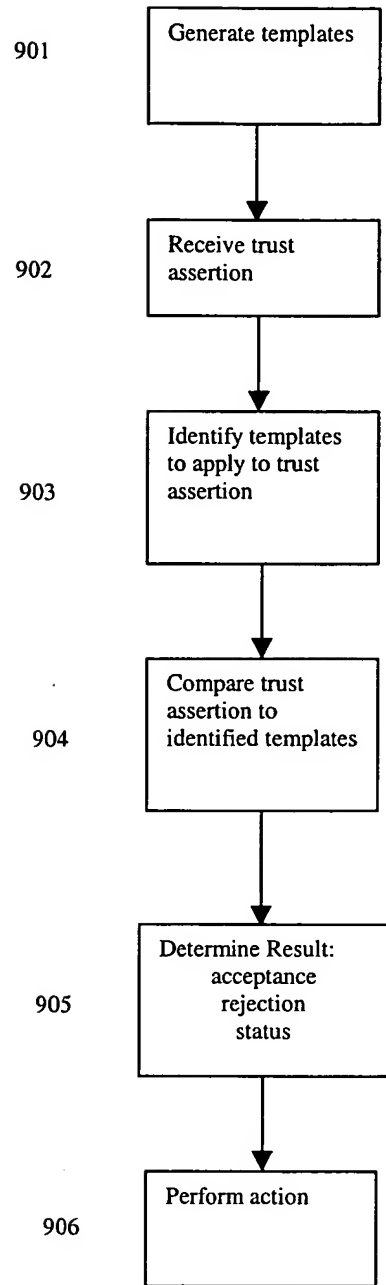 901
Generate templates
902
Receive trust
assertion
903
Identify templates
to apply to trust
assertion
904
Compare trust
assertion to
identified templates
905
Determine Result:
acceptance
rejection
status
906
Perform action